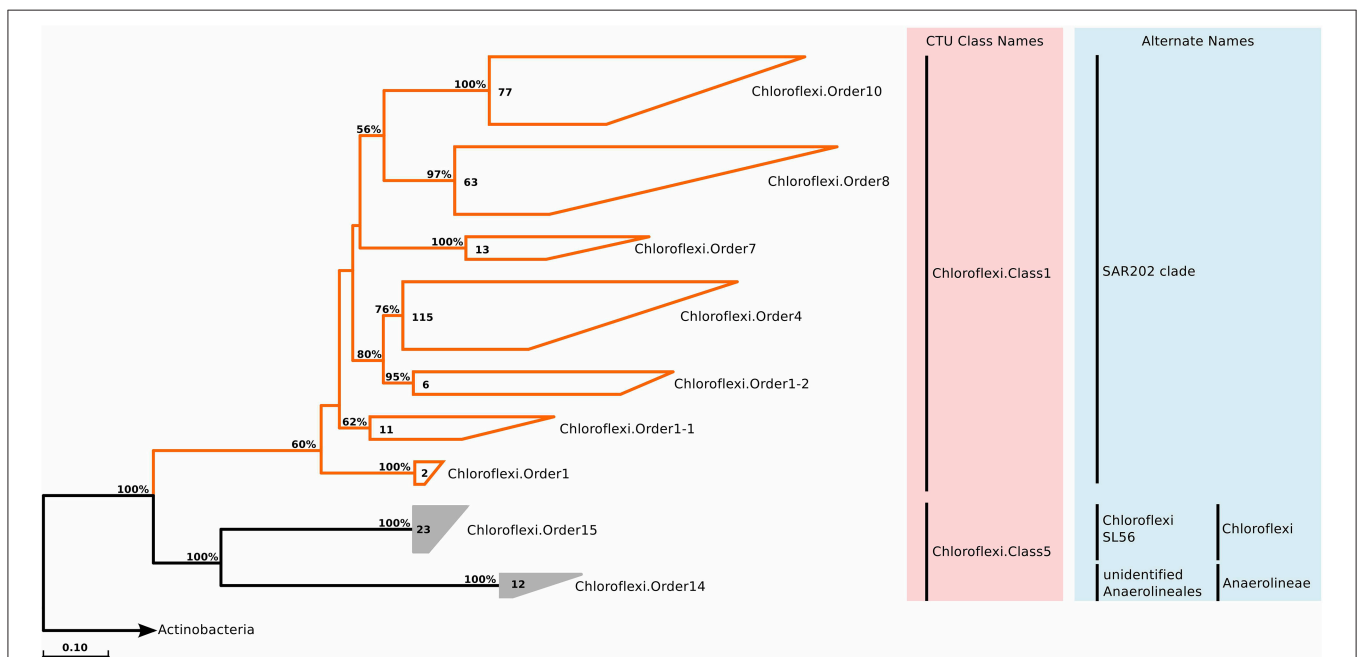 CTU Class Names
Alternate Names
100%
77
Chloroflexi.Order10
56%
97%
63
Chloroflexi.Order8
100%
13
Chloroflexi.Order7
Chloroflexi.Class1
SAR202 clade
76%
115
Chloroflexi.Order4
80%
95%
6
Chloroflexi.Order1-2
62%
11
Chloroflexi.Order1-1
60%
100%
2
Chloroflexi.Order1
100%
100%
23
Chloroflexi.Order15
Chloroflexi
SL56
Chloroflexi
100%
Chloroflexi.Class5
100%
12
Chloroflexi.Order14
unidentified
Anaerolineales
Anaerolineae
Actinobacteria
0.10